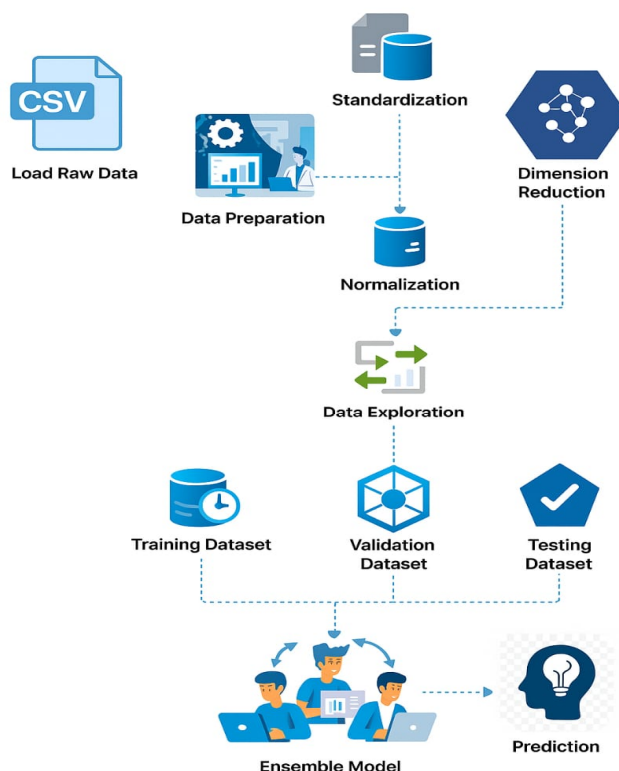 Standardization
CSV
Load Raw Data
Data Preparation
Dimension
Reduction
Normalization
Data Exploration
Training Dataset
Validation
Dataset
Testing
Dataset
Ensemble Model
Prediction